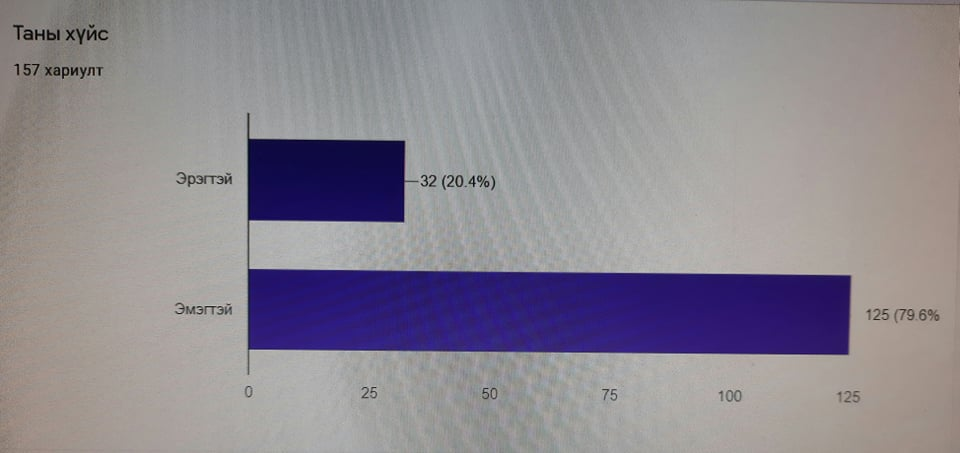 Таны хүйс
157 хариулт
Эрэгтэй
32 (20.4%)
Эмэгтэй
125 (79.6%
0 25 50 75 100 125